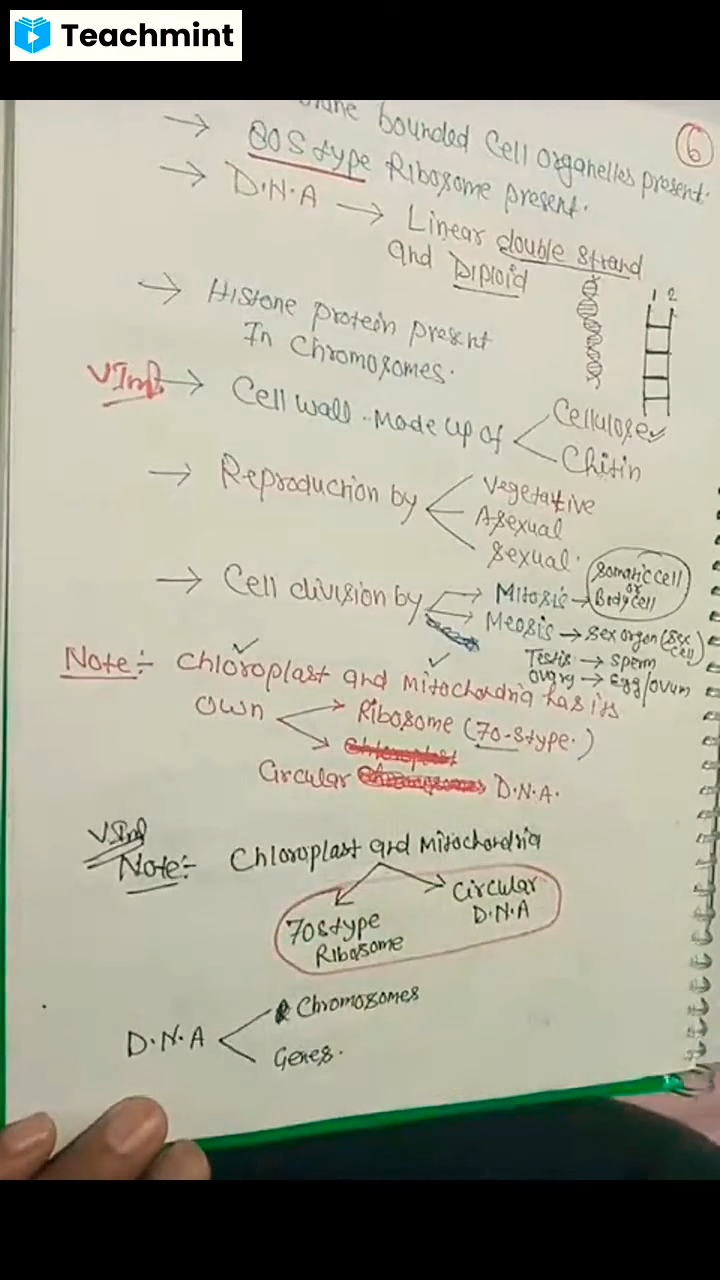 Teachmint
6
bounded Cell organelles present.
→ 80S type Ribosome present.
→ D.N.A → Linear double strand
and Diploid
1 2
→ Histone protein present
In Chromosomes.
VImp. → Cell wall. Made up of
Cellulose ✓
Chitin
→ Reproduction by
Vegetative
Asexual
Sexual.
→ Cell division by
→ Mitosis → Somatic cell
or
Body cell
→ Meosis → Sex organ (Sex
cell)
Testis → Sperm
Ovary → Egg/Ovum
Note:- Chloroplast and Mitochondria has its
own → Ribosome (70-S type.)
Circular D.N.A.
VImp
Note:- Chloroplast and Mitochondria
70s type
Ribosome
Circular
D.N.A
D.N.A
Chromosomes
Genes.